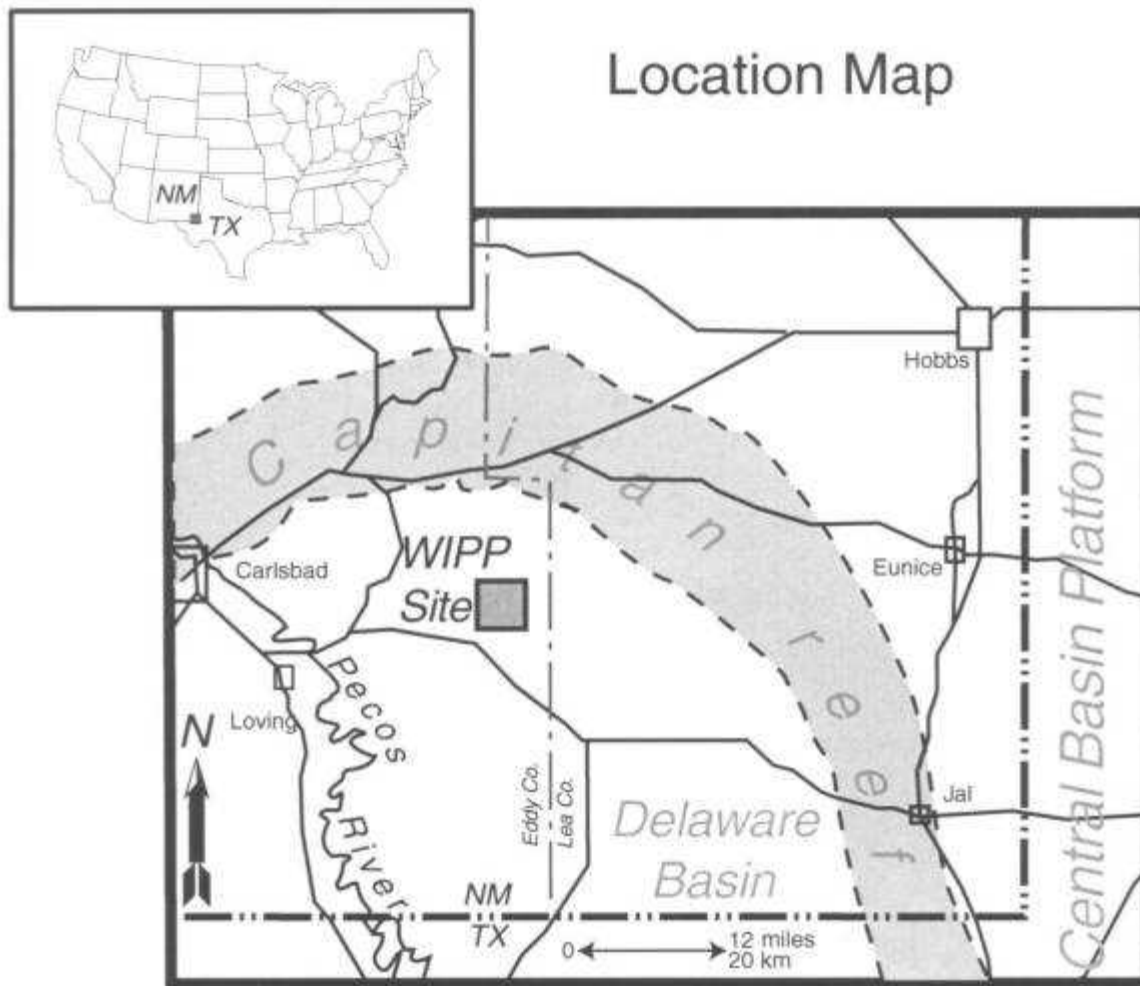 Location Map
NM
TX
Hobbs
Capitan reef
Central Basin Platform
Carlsbad
WIPP
Site
Eunice
Loving
Pecos
River
N
Eddy Co.
Lea Co.
Jal
Delaware
Basin
NM
TX
0
12 miles
20 km